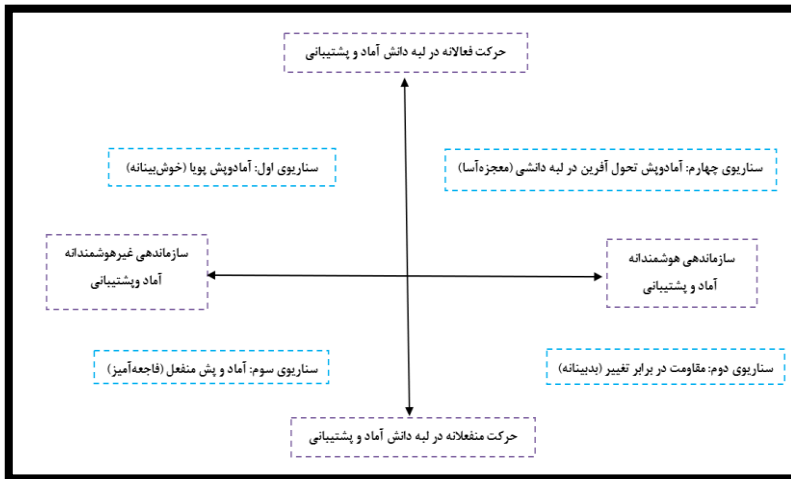 حرکت فعالانه در لبه دانش آماد و پشتیبانی
سناریوی چهارم: آمادوپش تحول آفرین در لبه دانشی (معجزه‌آسا)
سناریوی اول: آمادوپش پویا (خوش‌بینانه)
سازماندهی هوشمندانه
آماد و پشتیبانی
سازماندهی غیرهوشمندانه
آماد وپشتیبانی
سناریوی دوم: مقاومت در برابر تغییر (بدبینانه)
سناریوی سوم: آماد و پش منفعل (فاجعه‌آمیز)
حرکت منفعلانه در لبه دانش آماد و پشتیبانی